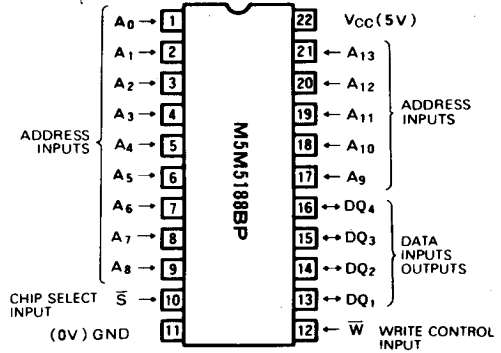 A0 → 1
A1 → 2
A2 → 3
A3 → 4
A4 → 5
A5 → 6
A6 → 7
A7 → 8
A8 → 9
ADDRESS
INPUTS
CHIP SELECT
INPUT
S̅ → 10
(0V) GND 11
M5M5188BP
22 VCC (5V)
21 ← A13
20 ← A12
19 ← A11
18 ← A10
17 ← A9
ADDRESS
INPUTS
16 ↔ DQ4
15 ↔ DQ3
14 ↔ DQ2
13 ↔ DQ1
DATA
INPUTS
OUTPUTS
12 ← W̅ WRITE CONTROL
INPUT